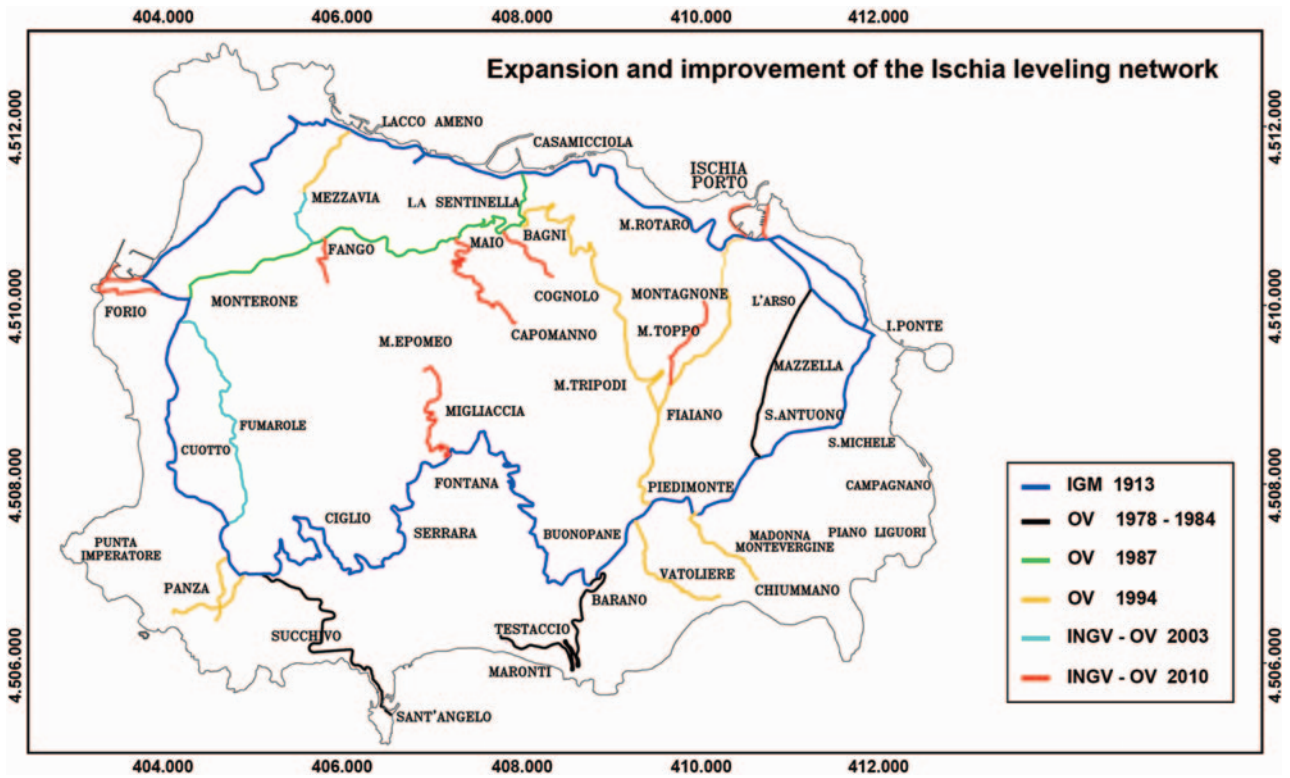 404.000 406.000 408.000 410.000 412.000
Expansion and improvement of the Ischia leveling network
4.512.000
4.512.000
LACCO AMENO
CASAMICCIOLA
ISCHIA
PORTO
MEZZAVIA
LA SENTINELLA
M.ROTARO
FANGO
MAIO
BAGNI
4.510.000
4.510.000
MONTERONE
COGNOLO
MONTAGNONE
L'ARSO
FORIO
CAPOMANNO
M.TOPPO
I.PONTE
M.EPOMEO
MAZZELLA
M.TRIPODI
MIGLIACCIA
FIAIANO
S.ANTUONO
FUMAROLE
CUOTTO
S.MICHELE
4.508.000
4.508.000
FONTANA
PIEDIMONTE
CAMPAGNANO
CIGLIO
SERRARA
BUONOPANE
MADONNA
MONTEVERGINE
PIANO LIGUORI
PUNTA
IMPERATORE
VATOLIERE
PANZA
CHIUMMANO
BARANO
SUCCHIVO
TESTACCIO
4.506.000
4.506.000
MARONTI
SANT'ANGELO
IGM 1913
OV 1978 - 1984
OV 1987
OV 1994
INGV - OV 2003
INGV - OV 2010
404.000 406.000 408.000 410.000 412.000